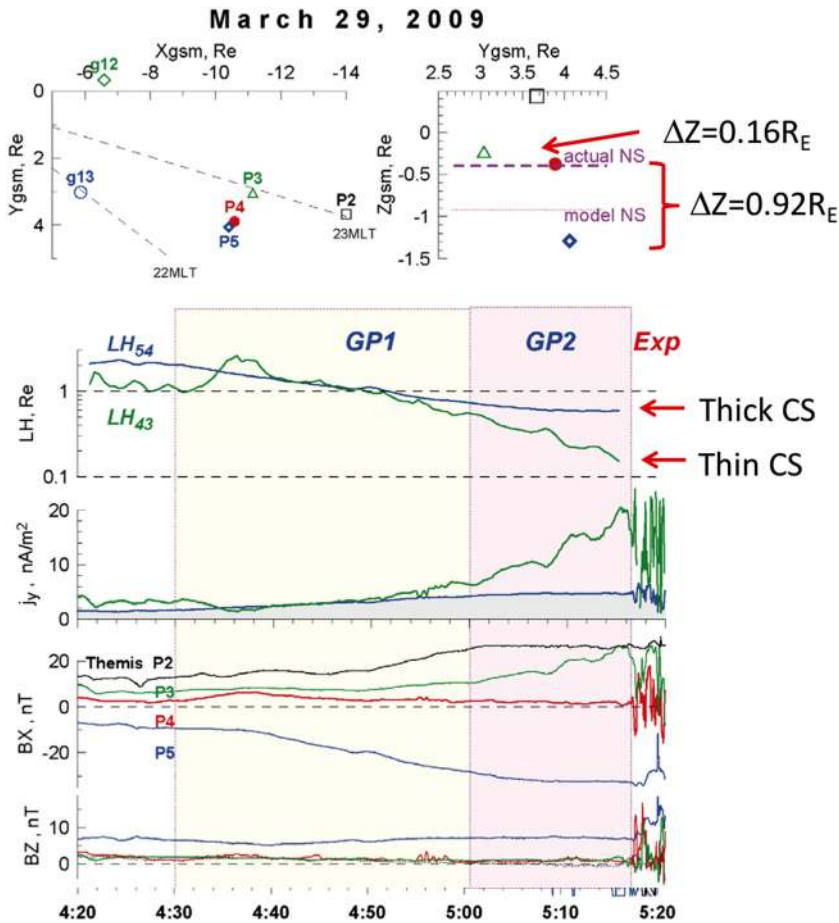 March 29, 2009
Xgsm, Re
g12
-6 -8 -10 -11 -12 -14
0
2
4
Ygsm, Re
g13
P3
P4
P5
P2
22MLT
23MLT
Ygsm, Re
2.5 3 3.5 4 4.5
0
-0.5
-1
-1.5
Zgsm, Re
actual NS
model NS
ΔZ=0.16R_E
ΔZ=0.92R_E
LH54
GP1
GP2
Exp
LH43
LH, Re
1
0.1
Thick CS
Thin CS
jy , nA/m²
20
10
0
BX , nT
20
0
-20
Themis P2
P3
P4
P5
BZ , nT
10
0
4:20 4:30 4:40 4:50 5:00 5:10 5:20